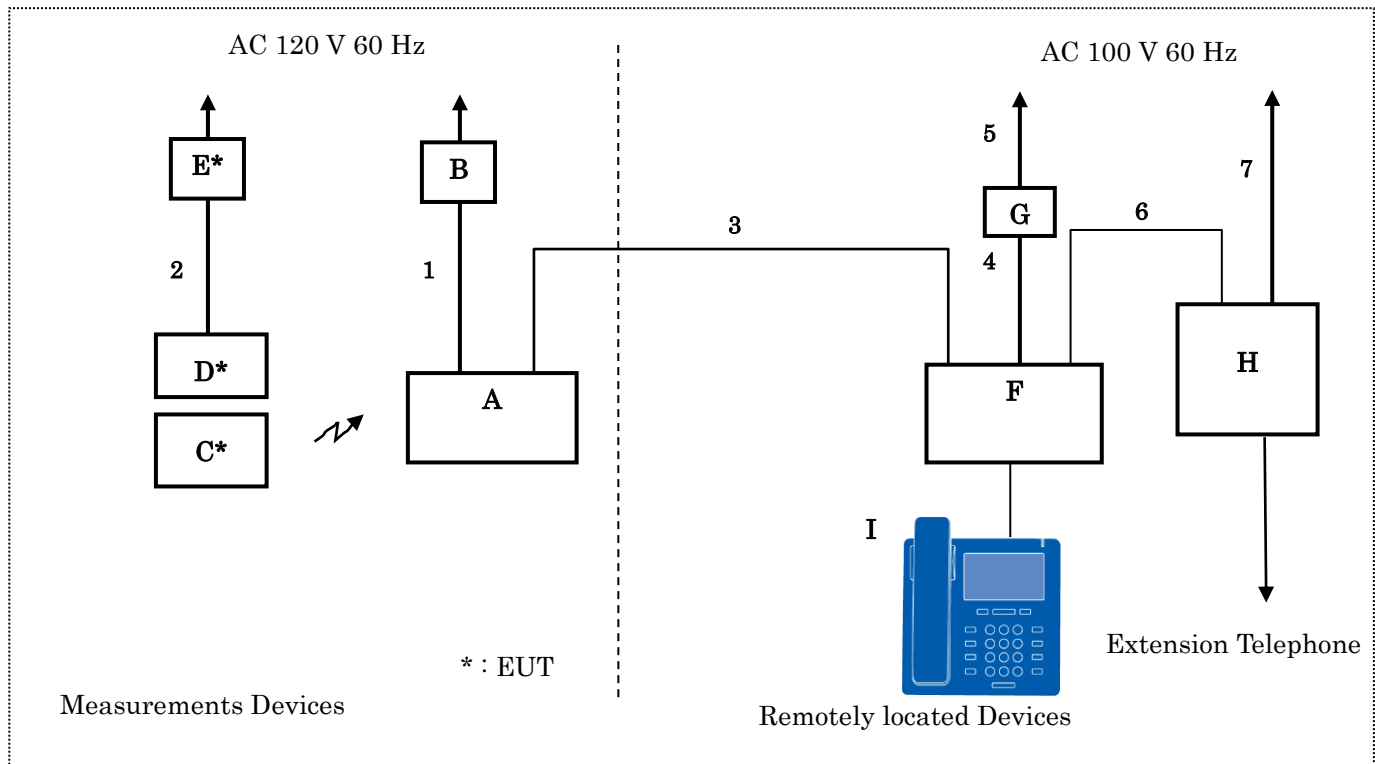 AC 120 V 60 Hz
AC 100 V 60 Hz
E*
B
5
7
G
6
3
2
1
4
D*
A
F
H
C*
I
* : EUT
Extension Telephone
Measurements Devices
Remotely located Devices